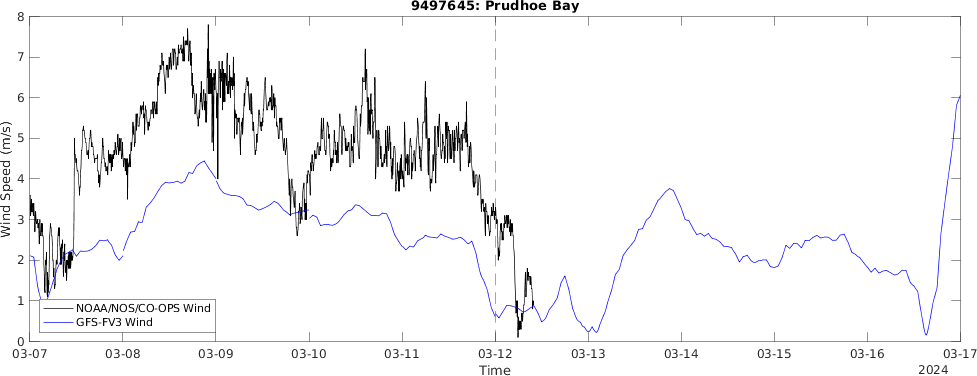 9497645: Prudhoe Bay
8
7
6
5
4
3
2
1
0
Wind Speed (m/s)
NOAA/NOS/CO-OPS Wind
GFS-FV3 Wind
03-07 03-08 03-09 03-10 03-11 03-12 03-13 03-14 03-15 03-16 03-17
Time
2024